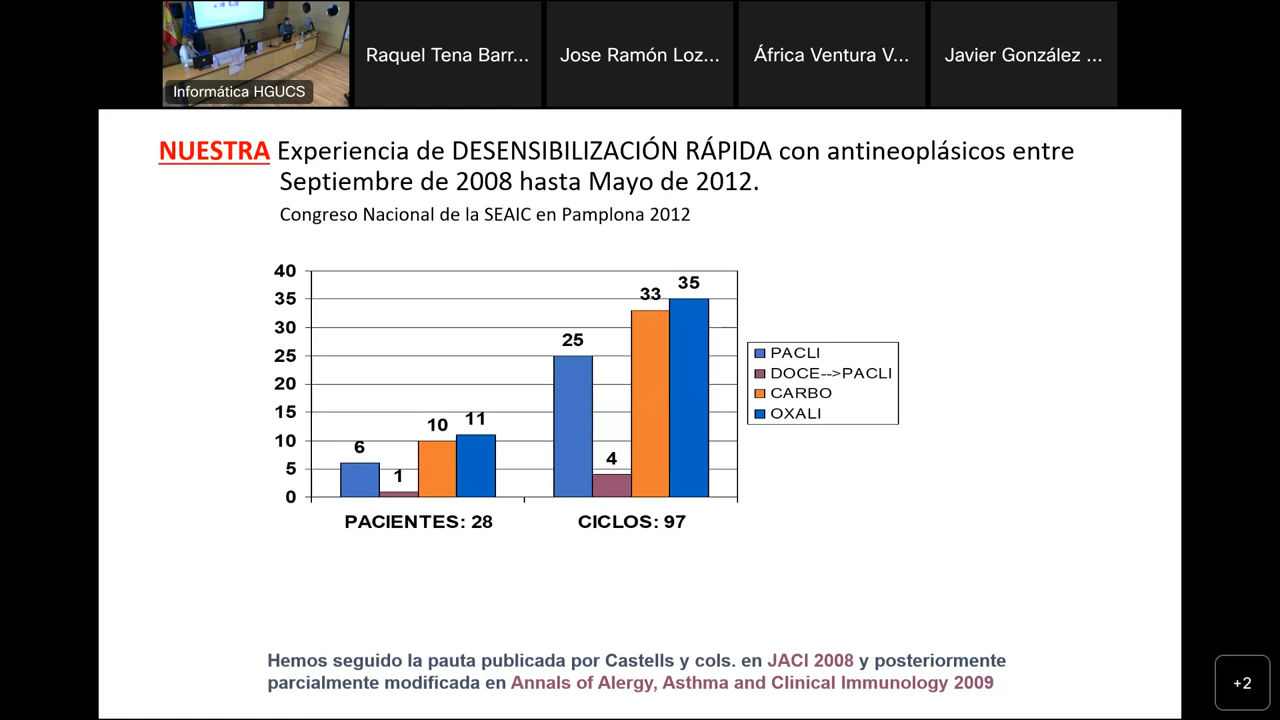 Informática HGUCS
Raquel Tena Barr...
Jose Ramón Loz...
África Ventura V...
Javier González ...
NUESTRA Experiencia de DESENSIBILIZACIÓN RÁPIDA con antineoplásicos entre
Septiembre de 2008 hasta Mayo de 2012.
Congreso Nacional de la SEAIC en Pamplona 2012
40
35
30
25
20
15
10
5
0
6
1
10
11
25
4
33
35
PACIENTES: 28
CICLOS: 97
PACLI
DOCE-->PACLI
CARBO
OXALI
Hemos seguido la pauta publicada por Castells y cols. en JACI 2008 y posteriormente
parcialmente modificada en Annals of Alergy, Asthma and Clinical Immunology 2009
+2